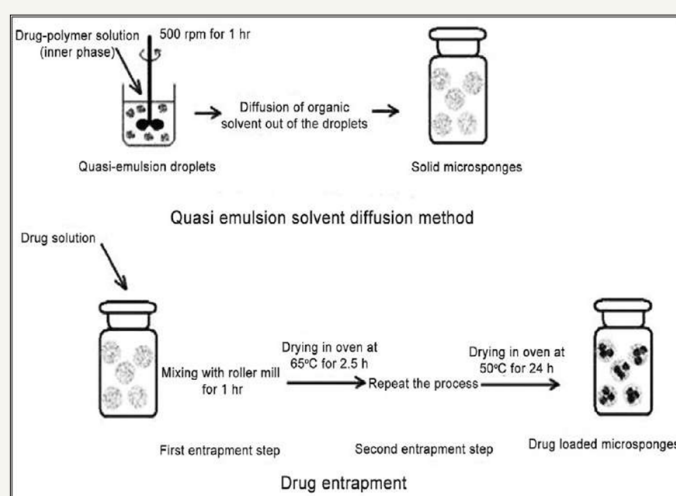 Drug-polymer solution
(inner phase)
500 rpm for 1 hr
Diffusion of organic
solvent out of the droplets
Quasi-emulsion droplets
Solid microsponges
Quasi emulsion solvent diffusion method
Drug solution
Mixing with roller mill
for 1 hr
Drying in oven at
65°C for 2.5 h
Repeat the process
Drying in oven at
50°C for 24 h
First entrapment step
Second entrapment step
Drug loaded microsponges
Drug entrapment